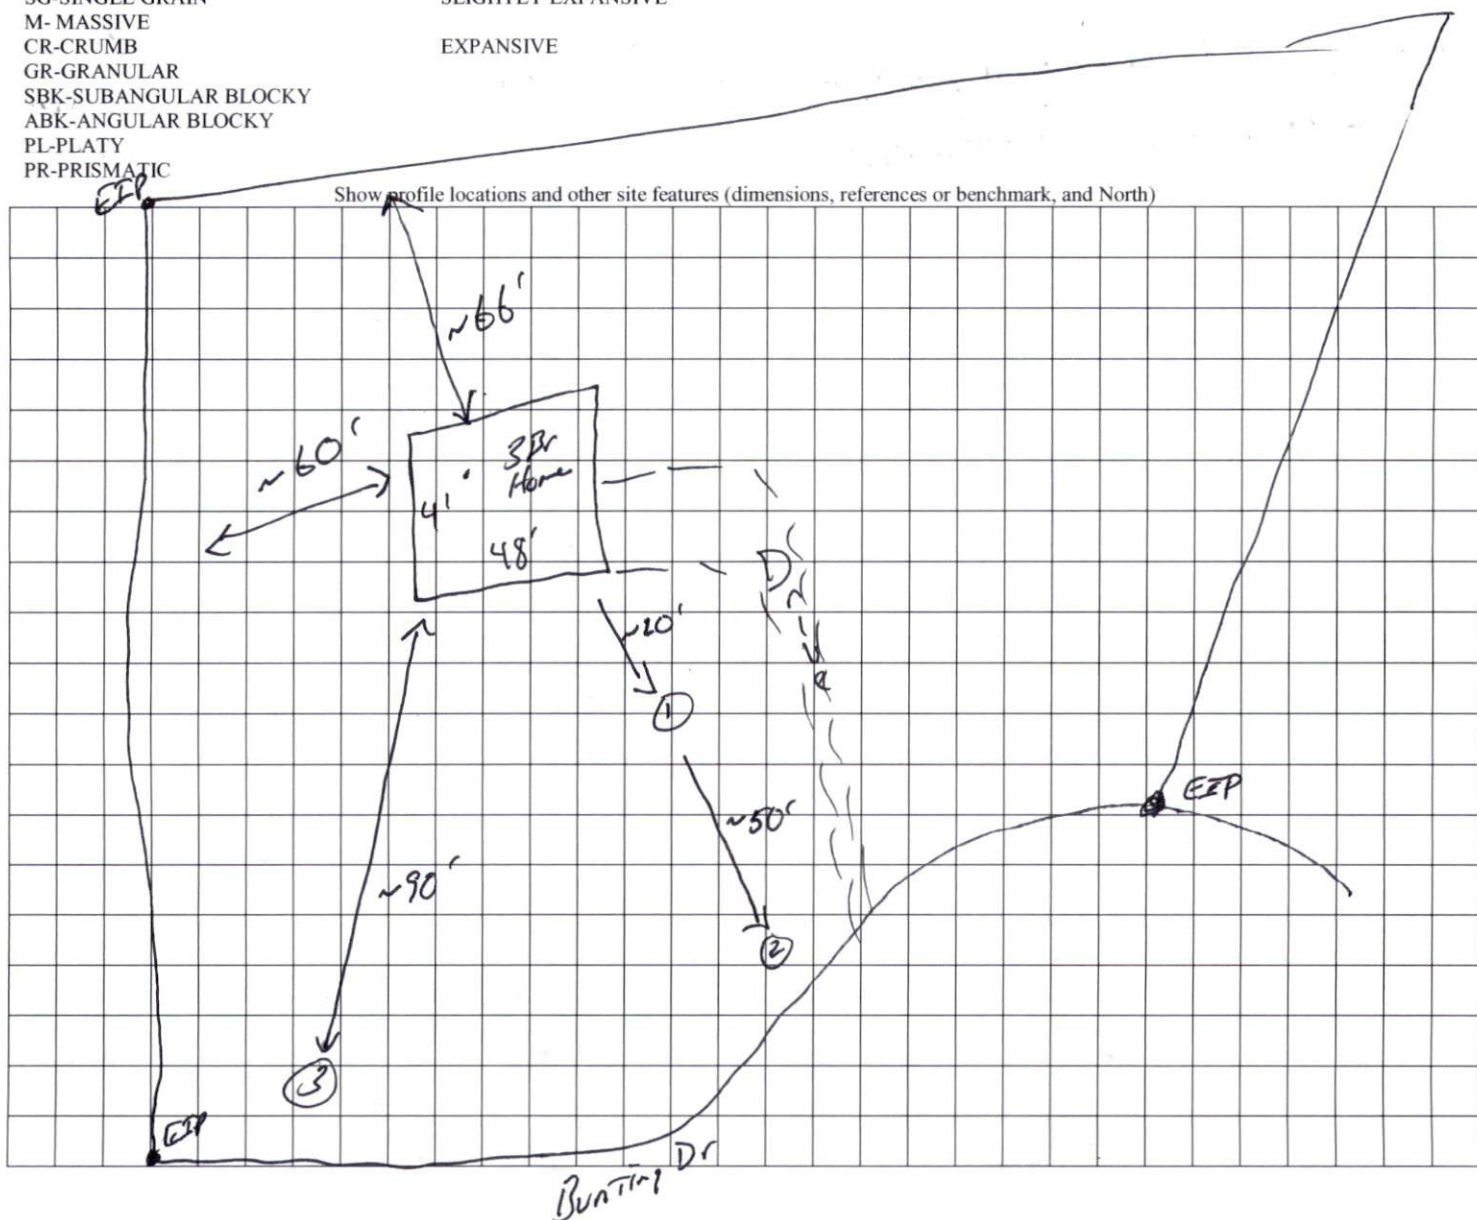 SG-SINGLE GRAIN
SLIGHTLY EXPANSIVE
M- MASSIVE
CR-CRUMB
EXPANSIVE
GR-GRANULAR
SBK-SUBANGULAR BLOCKY
ABK-ANGULAR BLOCKY
PL-PLATY
PR-PRISMATIC
EIP
Show profile locations and other site features (dimensions, references or benchmark, and North)
~66'
~60'
3Br
Home
41'
48'
Drive
~20'
1
EIP
~50'
~90'
2
3
EIP
Bunting Dr